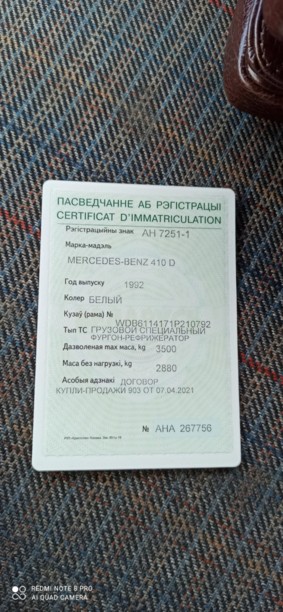 ПАСВЕДЧАННЕ АБ РЭГІСТРАЦЫІ
CERTIFICAT D'IMMATRICULATION
Рэгістрацыйны знак АН 7251-1
Марка-мадэль
MERCEDES-BENZ 410 D
Год выпуску 1992
Колер БЕЛЫЙ
Кузаў (рама) № WDB6114171P210792
Тып ТС ГРУЗОВОЙ СПЕЦИАЛЬНЫЙ
ФУРГОН-РЕФРИЖЕРАТОР
Дазволеная max маса, kg 3500
Маса без нагрузкі, kg 2880
Асобыя адзнакі ДОГОВОР
КУПЛИ-ПРОДАЖИ 903 ОТ 07.04.2021
№ АНА 267756
REDMI NOTE 8 PRO
AI QUAD CAMERA